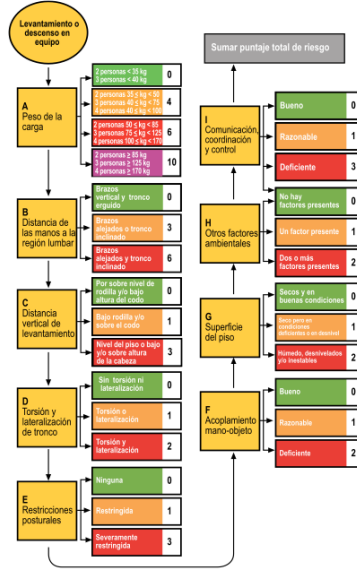 Levantamiento o
descenso en
equipo
A
Peso de la
carga
2 personas < 35 kg
3 personas < 40 kg
0
2 personas 35 ≤ kg < 50
3 personas 40 ≤ kg < 75
4 personas 40 ≤ kg < 100
4
2 personas 50 ≤ kg < 85
3 personas 75 ≤ kg < 125
4 personas 100 ≤ kg < 170
6
2 personas ≥ 85 kg
3 personas ≥ 125 kg
4 personas ≥ 170 kg
10
B
Distancia de
las manos a la
región lumbar
Brazos
vertical y tronco
erguido
0
Brazos
alejados o tronco
inclinado
3
Brazos
alejados y tronco
inclinado
6
C
Distancia
vertical de
levantamiento
Por sobre nivel de
rodilla y/o bajo
altura del codo
0
Bajo rodilla y/o
sobre el codo
1
Nivel del piso o bajo
y/o sobre altura
de la cabeza
3
D
Torsión y
lateralización
de tronco
Sin torsión ni
lateralización
0
Torsión o
lateralización
1
Torsión y
lateralización
2
E
Restricciones
posturales
Ninguna
0
Restringida
1
Severamente
restringida
3
Sumar puntaje total de riesgo
I
Comunicación,
coordinación
y control
Bueno
0
Razonable
1
Deficiente
3
H
Otros factores
ambientales
No hay
factores presentes
0
Un factor presente
1
Dos o más
factores presentes
2
G
Superficie
del piso
Secos y en
buenas condiciones
0
Seco pero en
condiciones
deficientes o en desnivel
1
Húmedo, desnivelados
y/o inestables
2
F
Acoplamiento
mano-objeto
Bueno
0
Razonable
1
Deficiente
2